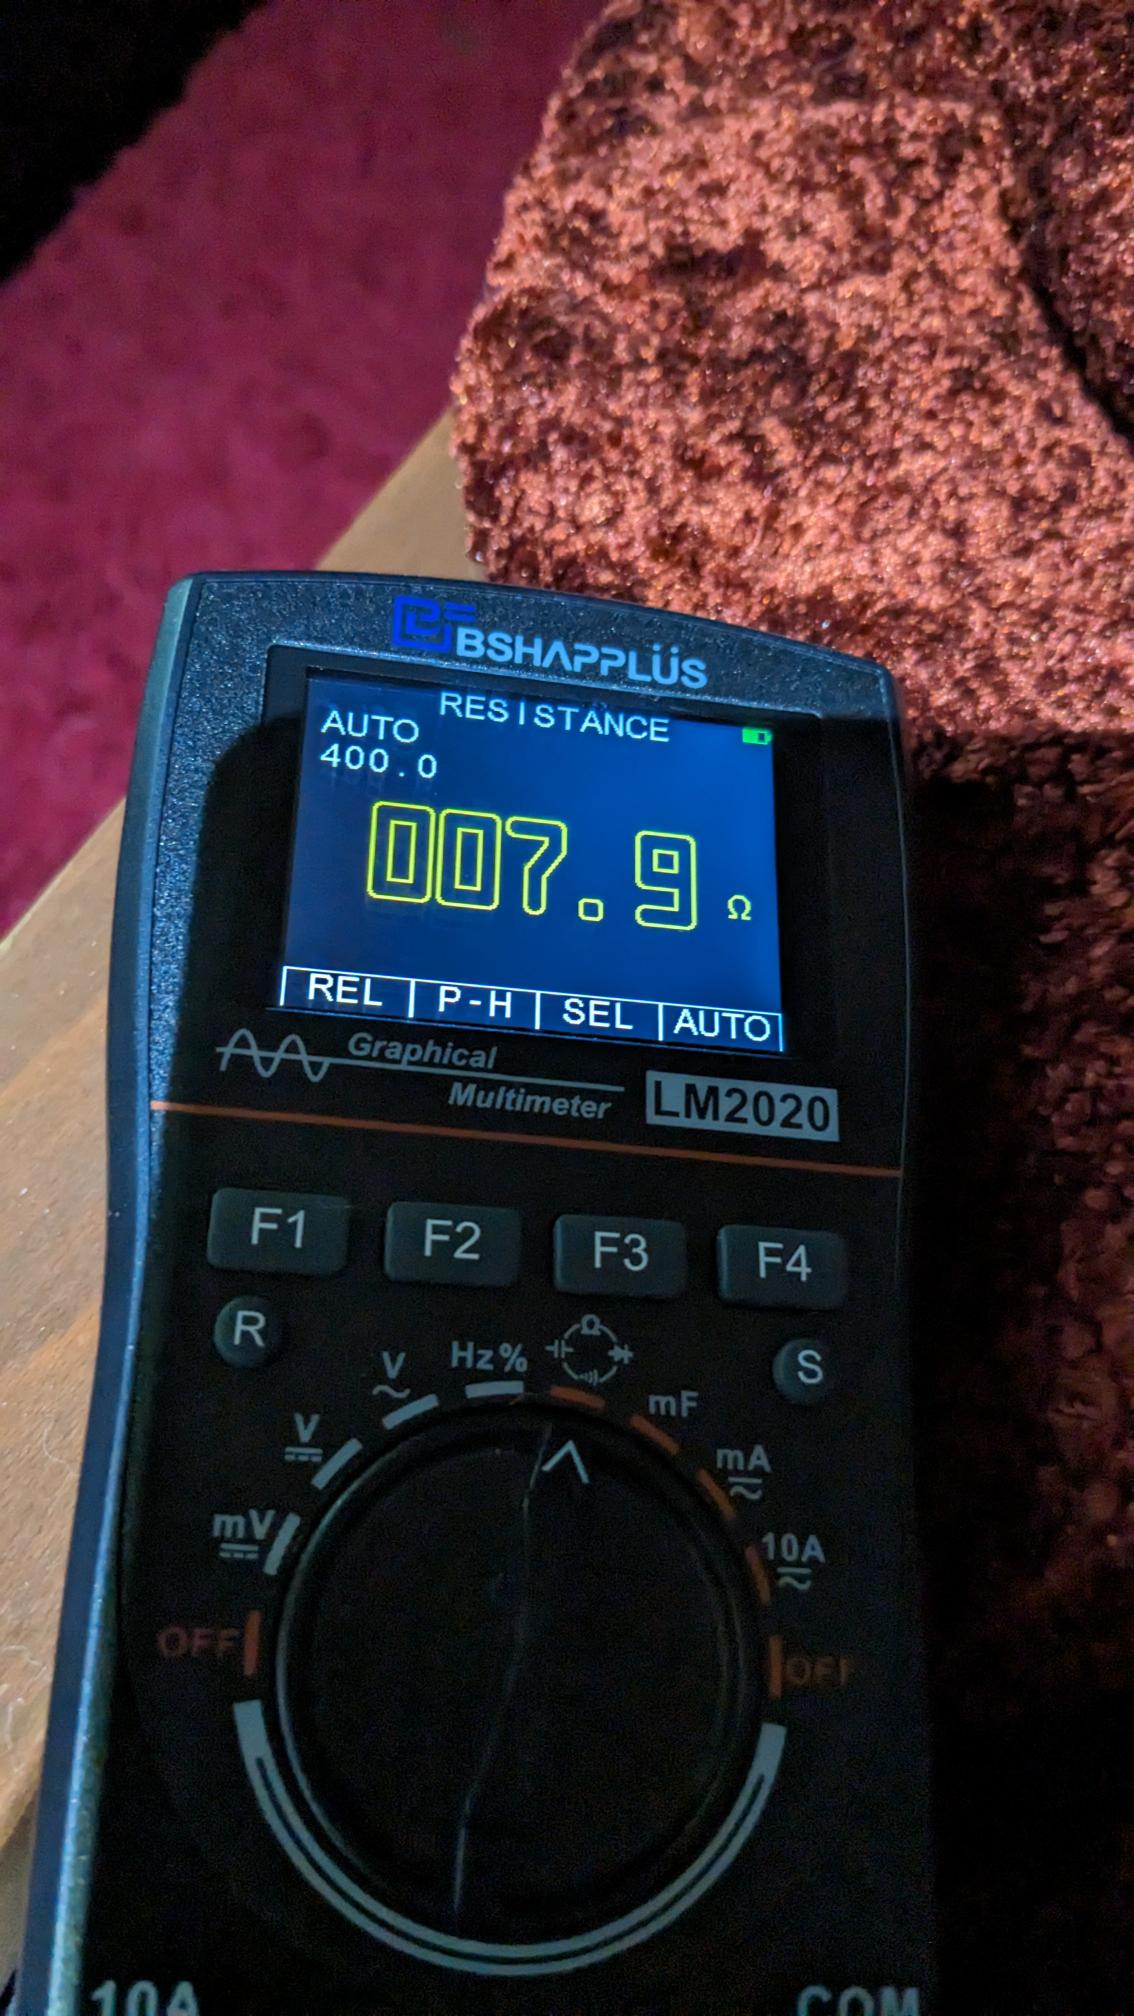 BSHAPPLÜS
RESISTANCE
AUTO
400.0
007.9 Ω
REL P-H SEL AUTO
Graphical
Multimeter LM2020
F1 F2 F3 F4
R S
Hz% Ω
V mF
V mA
mV 10A
OFF OFF
10A COM